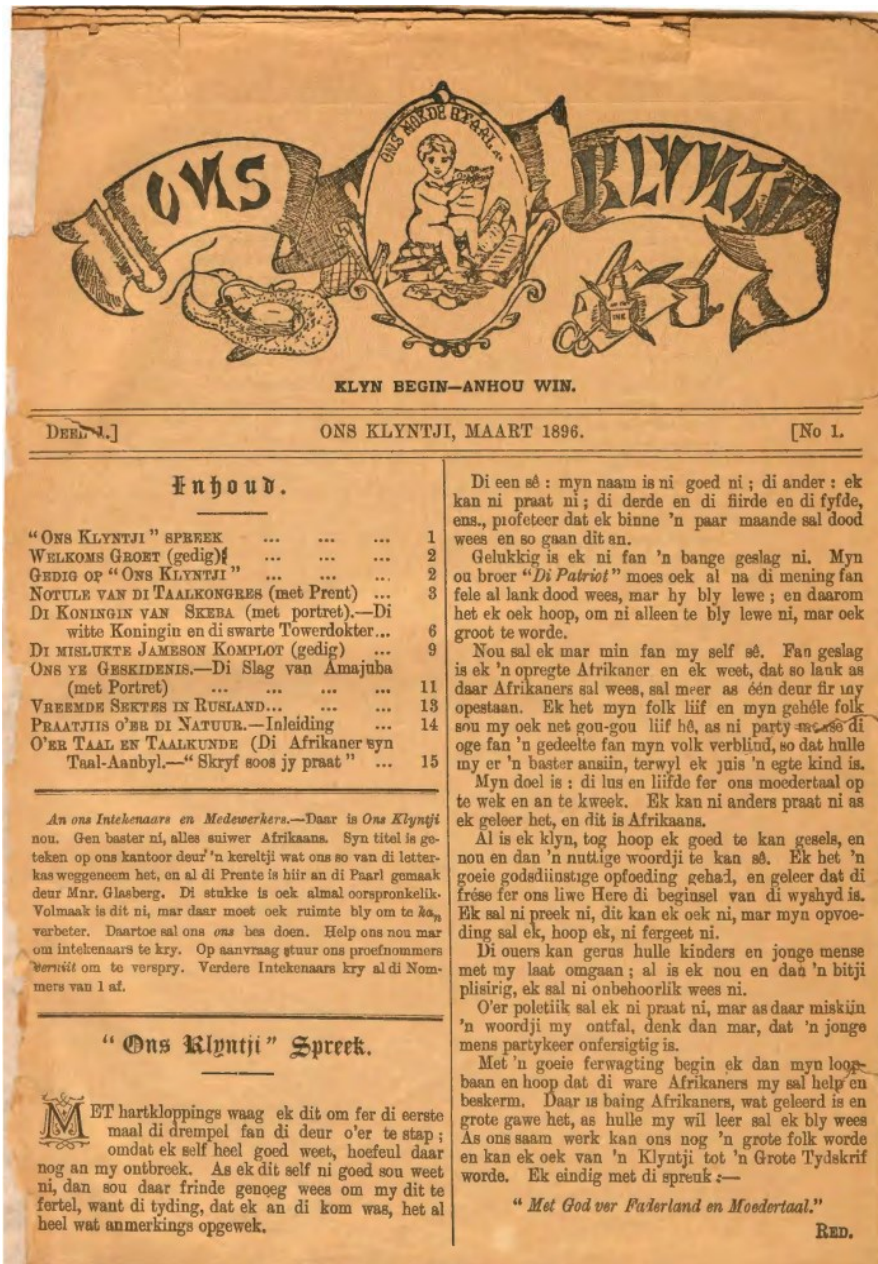 ONS KLYNTJI
ONS MOEDERTAAL
INK
KLYN BEGIN—ANHOU WIN.
DEEL 1.] ONS KLYNTJI, MAART 1896. [No 1.
Inhoud.
"ONS KLYNTJI" SPREEK ... ... ... 1
WELKOMS GROET (gedig) ... ... ... 2
GEDIG OP "ONS KLYNTJI" ... ... ... 2
NOTULE VAN DI TAALKONGRES (met Prent) ... 3
DI KONINGIN VAN SKEBA (met portret).—Di
witte Koningin en di swarte Towerdokter... 6
DI MISLUKTE JAMESON KOMPLOT (gedig) ... 9
ONS YE GESKIDENIS.—Di Slag van Amajuba
(met Portret) ... ... ... ... 11
VREEMDE SEKTES IN RUSLAND... ... ... 13
PRAATJIIS O'ER DI NATUUR.—Inleiding ... 14
O'ER TAAL EN TAALKUNDE (Di Afrikaner syn
Taal-Aanbyl.—"Skryf soos jy praat" ... 15
An ons Intekenaars en Medewerkers.—Daar is Ons Klyntji
nou. Gen baster ni, alles suiwer Afrikaans. Syn titel is ge-
teken op ons kantoor deur 'n kereltji wat ons so van di letter-
kas weggeneem het, en al di Prente is hiir an di Paarl gemaak
deur Mnr. Glasberg. Di stukke is oek almal oorspronkelik.
Volmaak is dit ni, mar daar moet oek ruimte bly om te kan
verbeter. Daartoe sal ons ons bes doen. Help ons nou mar
om intekenaars te kry. Op aanvraag stuur ons proefnommers
verniit om te verspry. Verdere Intekenaars kry al di Nom-
mers van 1 af.
"Ons Klyntji" Spreek.
MET hartkloppings waag ek dit om fer di eerste
maal di drempel fan di deur o'er te stap;
omdat ek self heel goed weet, hoefeul daar
nog an my ontbreek. As ek dit self ni goed sou weet
ni, dan sou daar frinde genoeg wees om my dit te
fertel, want di tyding, dat ek an di kom was, het al
heel wat anmerkings opgewek.
Di een sê: myn naam is ni goed ni; di ander: ek
kan ni praat ni; di derde en di fiirde en di fyfde,
ens., profeteer dat ek binne 'n paar maande sal dood
wees en so gaan dit an.
Gelukkig is ek ni fan 'n bange geslag ni. Myn
ou broer "Di Patriot" moes oek al na di mening fan
fele al lank dood wees, mar hy bly lewe; en daarom
het ek oek hoop, om ni alleen te bly lewe ni, mar oek
groot te worde.
Nou sal ek mar min fan my self sê. Fan geslag
is ek 'n opregte Afrikaner en ek weet, dat so lank as
daar Afrikaners sal wees, sal meer as één deur fir my
opestaan. Ek het myn folk liif en myn gehéle folk
sou my oek net gou-gou liif hê, as ni party mense di
oge fan 'n gedeelte fan myn volk verblind, so dat hulle
my er 'n baster ansiin, terwyl ek juis 'n egte kind is.
Myn doel is: di lus en liifde fer ons moedertaal op
te wek en an te kweek. Ek kan ni anders praat ni as
ek geleer het, en dit is Afrikaans.
Al is ek klyn, tog hoop ek goed te kan gesels, en
nou en dan 'n nuttige woordji te kan sê. Ek het 'n
goeie godsdiinstige opfoeding gehad, en geleer dat di
frése fer ons liwe Here di beginsel van di wyshyd is.
Ek sal ni preek ni, dit kan ek oek ni, mar myn opvoe-
ding sal ek, hoop ek, ni fergeet ni.
Di ouers kan gerus hulle kinders en jonge mense
met my laat omgaan; al is ek nou en dan 'n bitji
plisirig, ek sal ni onbehoorlik wees ni.
O'er poletiik sal ek ni praat ni, mar as daar miskiin
'n woordji my ontfal, denk dan mar, dat 'n jonge
mens partykeer onfersigtig is.
Met 'n goeie ferwagting begin ek dan myn loop-
baan en hoop dat di ware Afrikaners my sal help en
beskerm. Daar is baing Afrikaners, wat geleerd is en
grote gawe het, as hulle my wil leer sal ek bly wees
As ons saam werk kan ons nog 'n grote folk worde
en kan ek oek van 'n Klyntji tot 'n Grote Tydskrif
worde. Ek eindig met di spreuk:—
"Met God ver Faderland en Moedertaal."
RED.